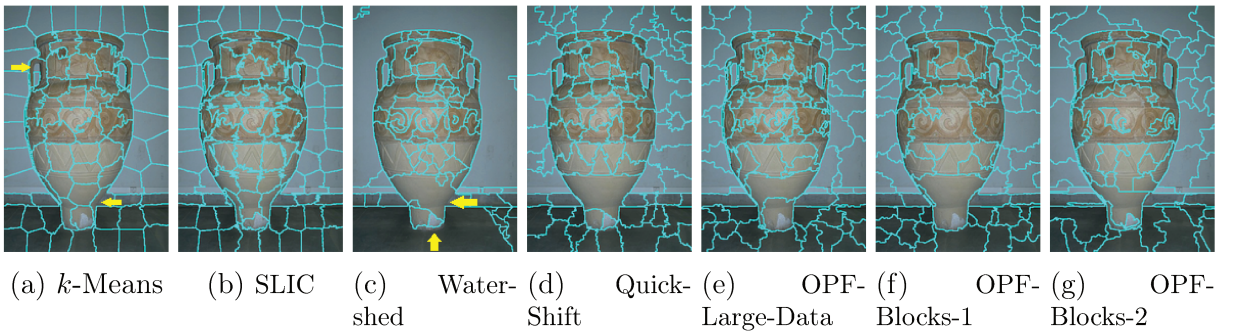 (a) k-Means (b) SLIC (c) Water- (d) Quick- (e) OPF- (f) OPF- (g) OPF-
shed Shift Large-Data Blocks-1 Blocks-2